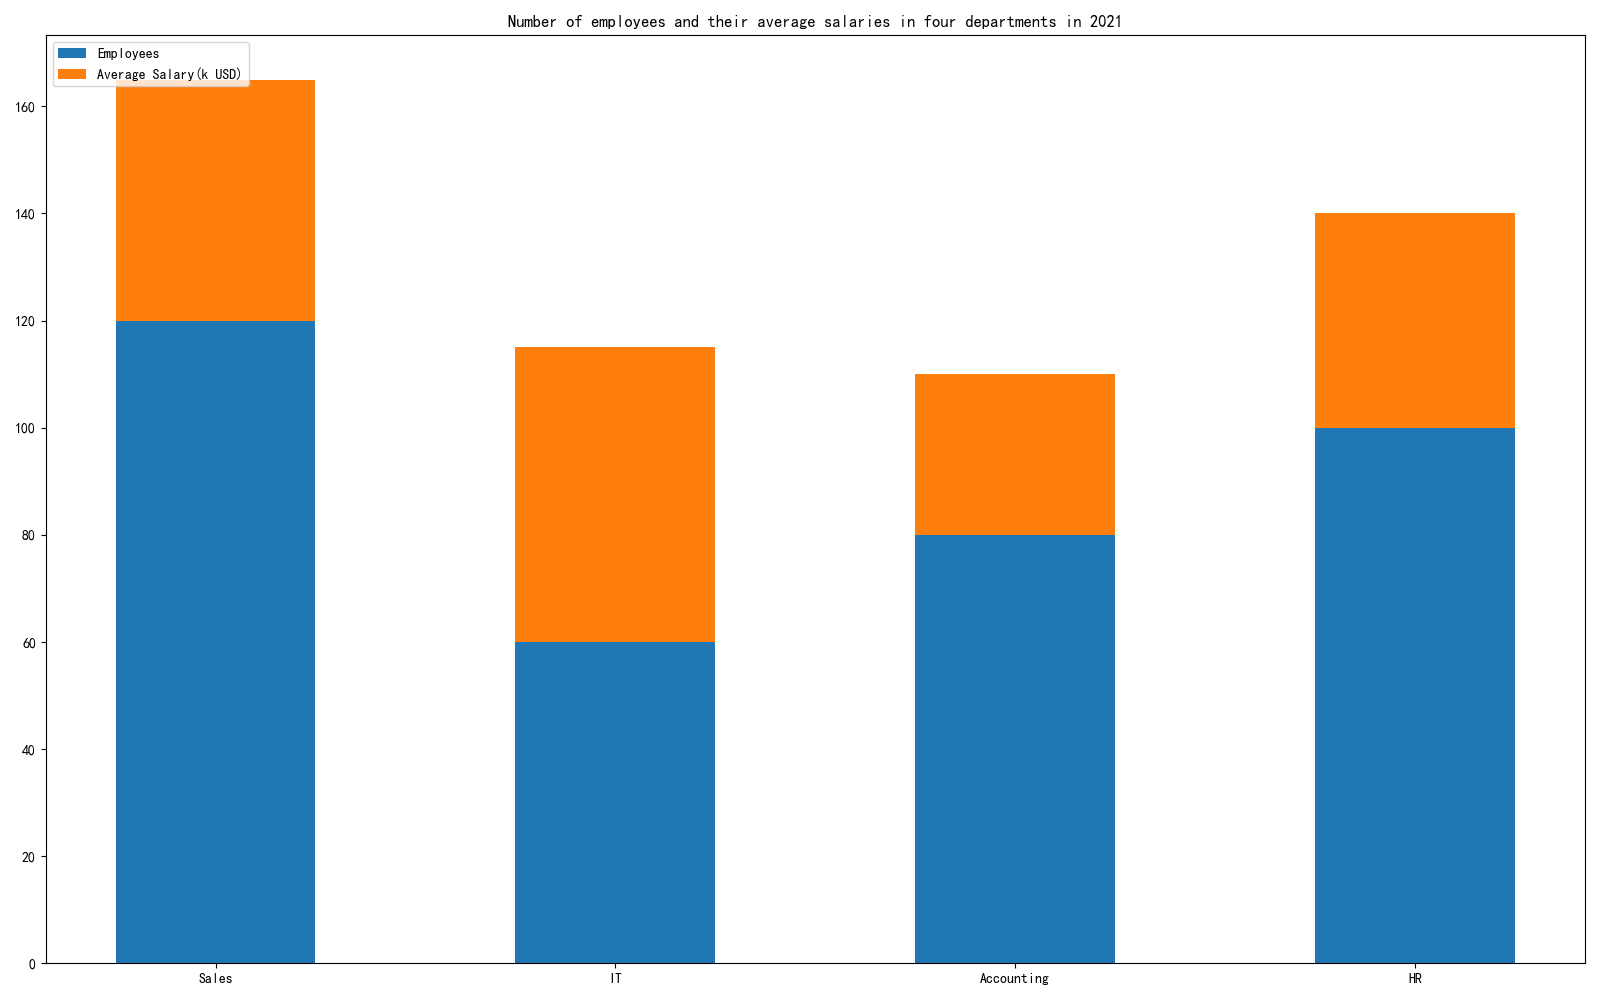 Number of employees and their average salaries in four departments in 2021
Employees
Average Salary(k USD)
160
140
120
100
80
60
40
20
0
Sales
IT
Accounting
HR